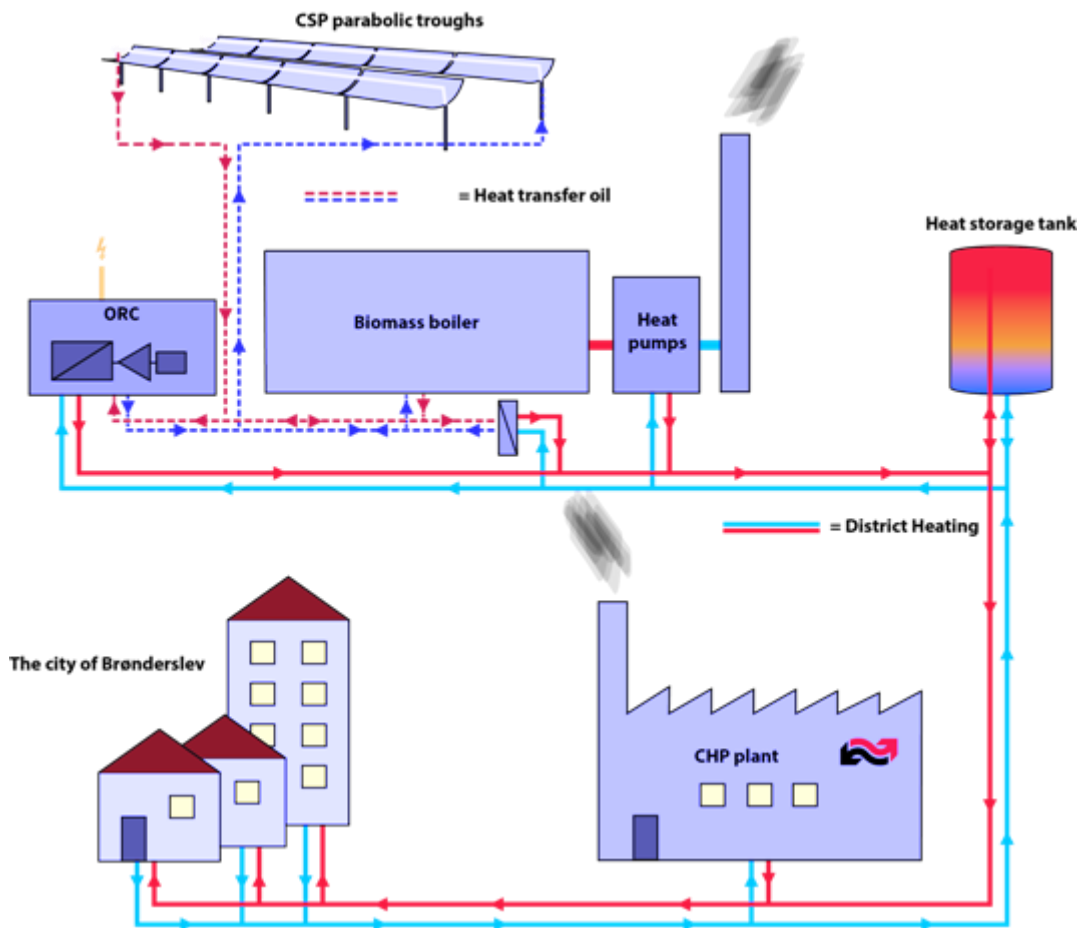 CSP parabolic troughs
= Heat transfer oil
Heat storage tank
ORC
Biomass boiler
Heat
pumps
= District Heating
The city of Brønderslev
CHP plant